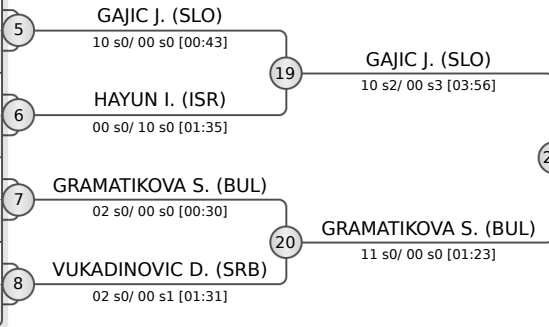 GAJIC J. (SLO)
5
10 s0/ 00 s0 [00:43]
19
GAJIC J. (SLO)
10 s2/ 00 s3 [03:56]
HAYUN I. (ISR)
6
00 s0/ 10 s0 [01:35]
GRAMATIKOVA S. (BUL)
7
02 s0/ 00 s0 [00:30]
20
GRAMATIKOVA S. (BUL)
11 s0/ 00 s0 [01:23]
VUKADINOVIC D. (SRB)
8
02 s0/ 00 s1 [01:31]